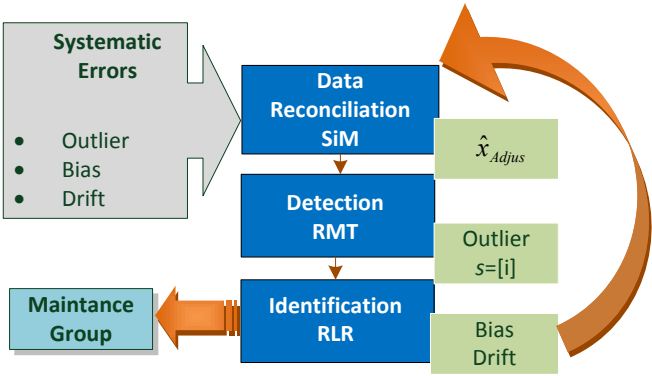 Systematic
Errors
• Outlier
• Bias
• Drift
Data
Reconciliation
SiM
x̂Adjus
Detection
RMT
Outlier
s=[i]
Identification
RLR
Bias
Drift
Maintance
Group